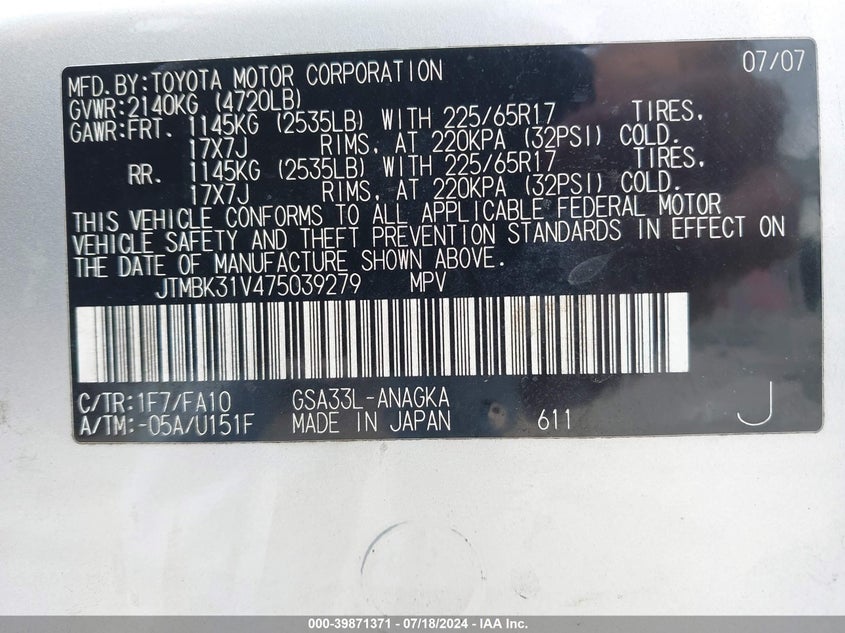 07/07
MFD.BY:TOYOTA MOTOR CORPORATION
GVWR:2140KG (4720LB)
GAWR:FRT. 1145KG (2535LB) WITH 225/65R17 TIRES,
17X7J RIMS, AT 220KPA (32PSI) COLD.
RR. 1145KG (2535LB) WITH 225/65R17 TIRES,
17X7J RIMS, AT 220KPA (32PSI) COLD.
THIS VEHICLE CONFORMS TO ALL APPLICABLE FEDERAL MOTOR
VEHICLE SAFETY AND THEFT PREVENTION STANDARDS IN EFFECT ON
THE DATE OF MANUFACTURE SHOWN ABOVE.
JTMBK31V475039279 MPV
C/TR:1F7/FA10 GSA33L-ANAGKA
A/TM:-05A/U151F MADE IN JAPAN 611 J
000-39871371 - 07/18/2024 - IAA Inc.